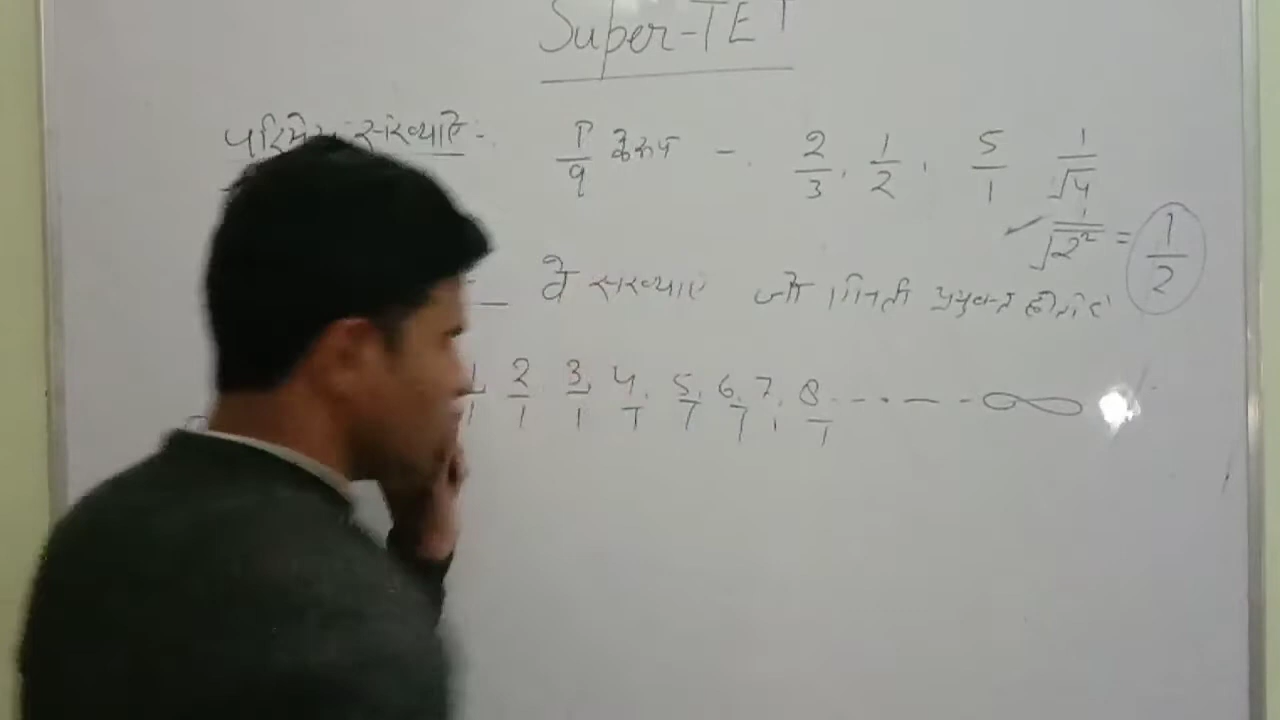 Super-TET
परिमेय संख्याऐ - P/q के रूप - 2/3, 1/2, 5/1 1/√4
✓ 1/√2² = 1/2
वे संख्याए जो गिनती प्रयुक्त
1/1 2/1 3/1, 4/1, 5/1, 6/1, 7/1, 8/1 ------ ∞